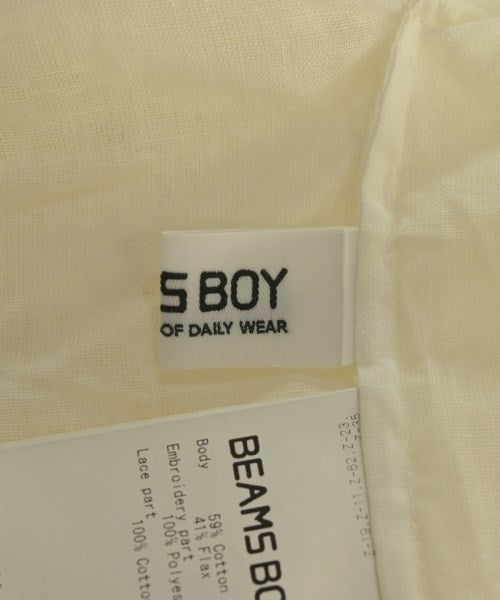 S BOY
OF DAILY WEAR
BEAMS BO
Body
59% Cotton
41% Flax
Embroidery part
100% Polyes
Lace part
100% Cotto